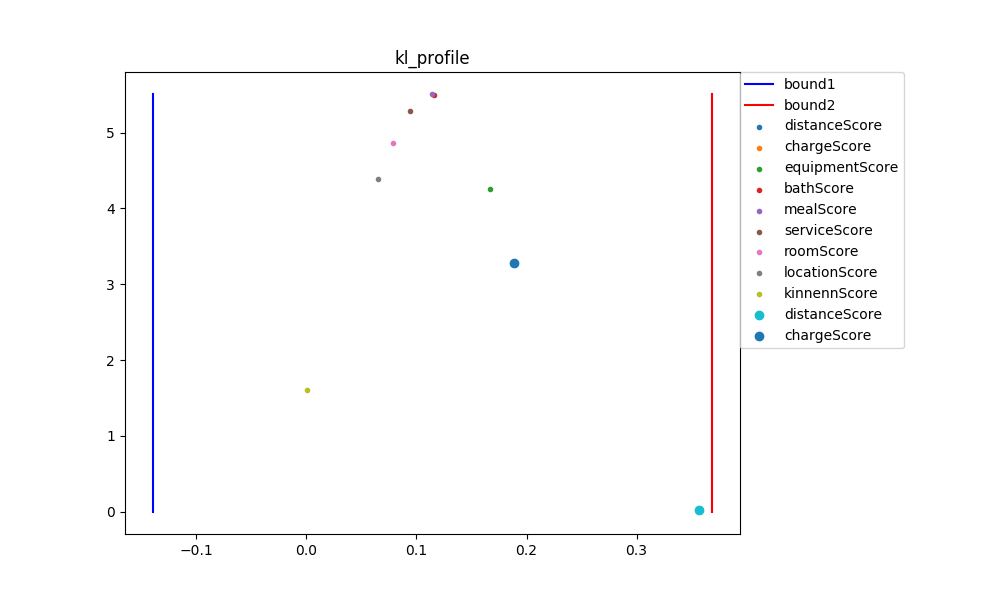 kl_profile
bound1
bound2
distanceScore
chargeScore
equipmentScore
bathScore
mealScore
serviceScore
roomScore
locationScore
kinnennScore
distanceScore
chargeScore
5
4
3
2
1
0
−0.1 0.0 0.1 0.2 0.3